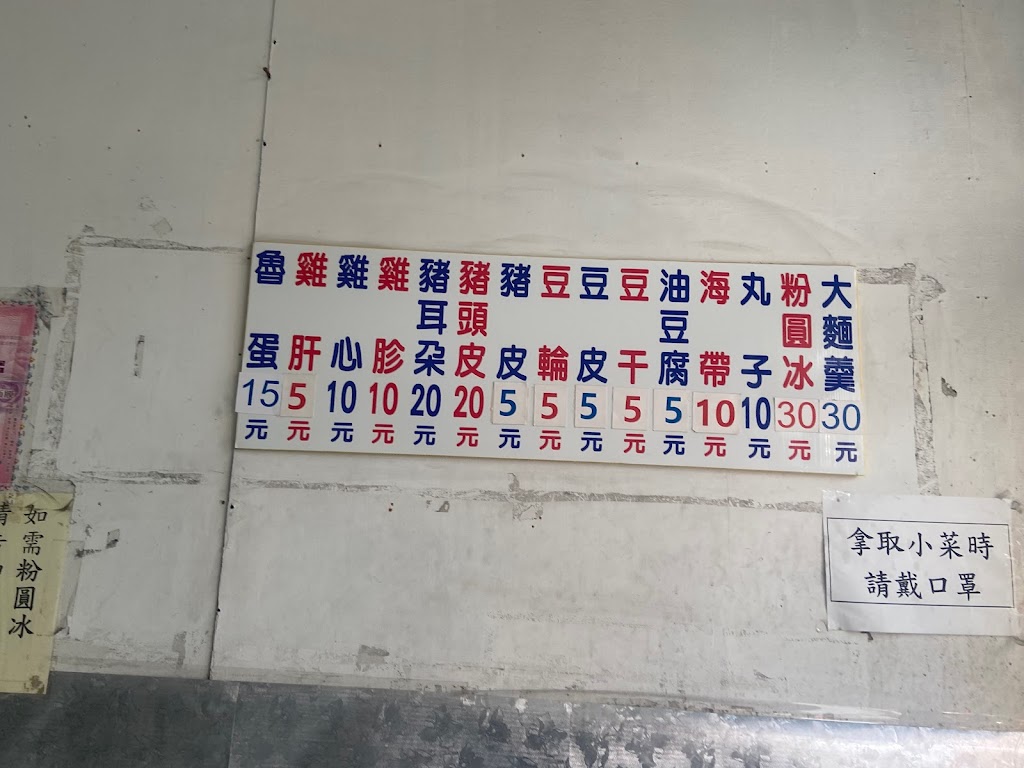 大麵羹30元
粉圓冰30元
丸子10元
海帶10元
油豆腐5元
豆干5元
豆皮5元
豆輪5元
豬皮5元
豬頭皮20元
豬耳朵20元
雞胗10元
雞心10元
雞肝5元
魯蛋15元
拿取小菜時
請戴口罩
如需粉圓冰